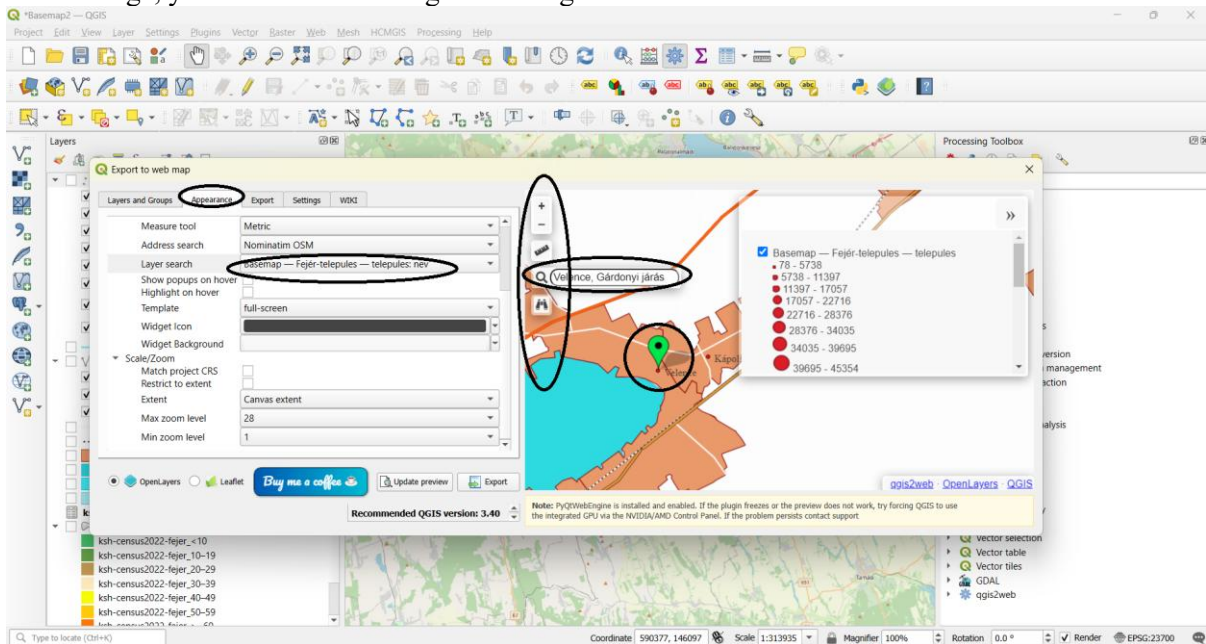 *Basemap2 — QGIS
Project Edit View Layer Settings Plugins Vector Raster Web Mesh HCMGIS Processing Help
Layers
Processing Toolbox
Export to web map
Layers and Groups Appearance Export Settings WIKI
Measure tool Metric
Address search Nominatim OSM
Layer search Basemap — Fejér-telepules — telepules: nev
Show popups on hover
Highlight on hover
Template full-screen
Widget Icon
Widget Background
Scale/Zoom
Match project CRS
Restrict to extent
Extent Canvas extent
Max zoom level 28
Min zoom level 1
OpenLayers Leaflet Buy me a coffee Update preview Export
Recommended QGIS version: 3.40
+
−
Velence, Gárdonyi járás
Velence
Kápol
»
Basemap — Fejér-telepules — telepules
78 - 5738
5738 - 11397
11397 - 17057
17057 - 22716
22716 - 28376
28376 - 34035
34035 - 39695
39695 - 45354
qgis2web · OpenLayers · QGIS
Note: PyQtWebEngine is installed and enabled. If the plugin freezes or the preview does not work, try forcing QGIS to use
the integrated GPU via the NVIDIA/AMD Control Panel. If the problem persists contact support
ksh-census2022-fejer_<10
ksh-census2022-fejer_10–19
ksh-census2022-fejer_20–29
ksh-census2022-fejer_30–39
ksh-census2022-fejer_40–49
ksh-census2022-fejer_50–59
version
management
action
alysis
Vector selection
Vector table
Vector tiles
GDAL
qgis2web
Type to locate (Ctrl+K)
Coordinate 590377, 146097 Scale 1:313935 Magnifier 100% Rotation 0.0 ° Render EPSG:23700